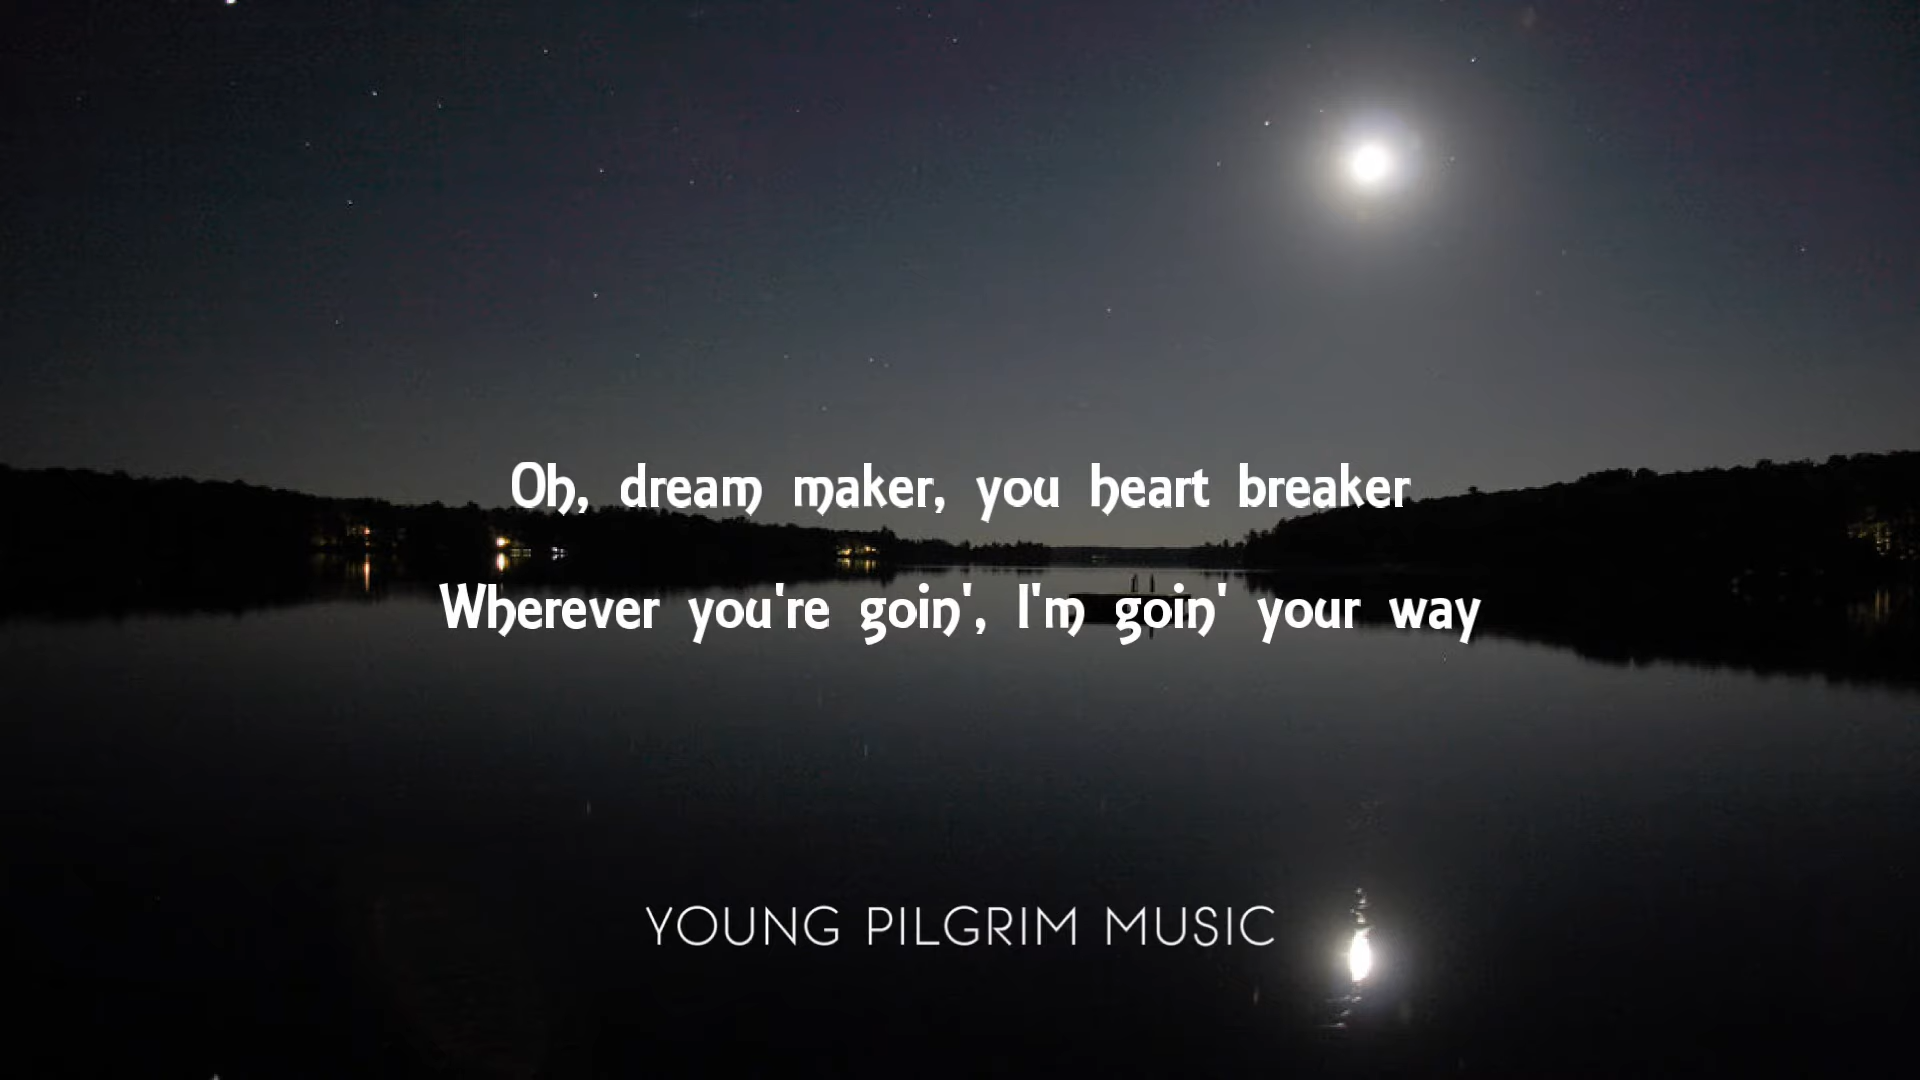 Oh, dream maker, you heart breaker
Wherever you're goin', I'm goin' your way
YOUNG PILGRIM MUSIC